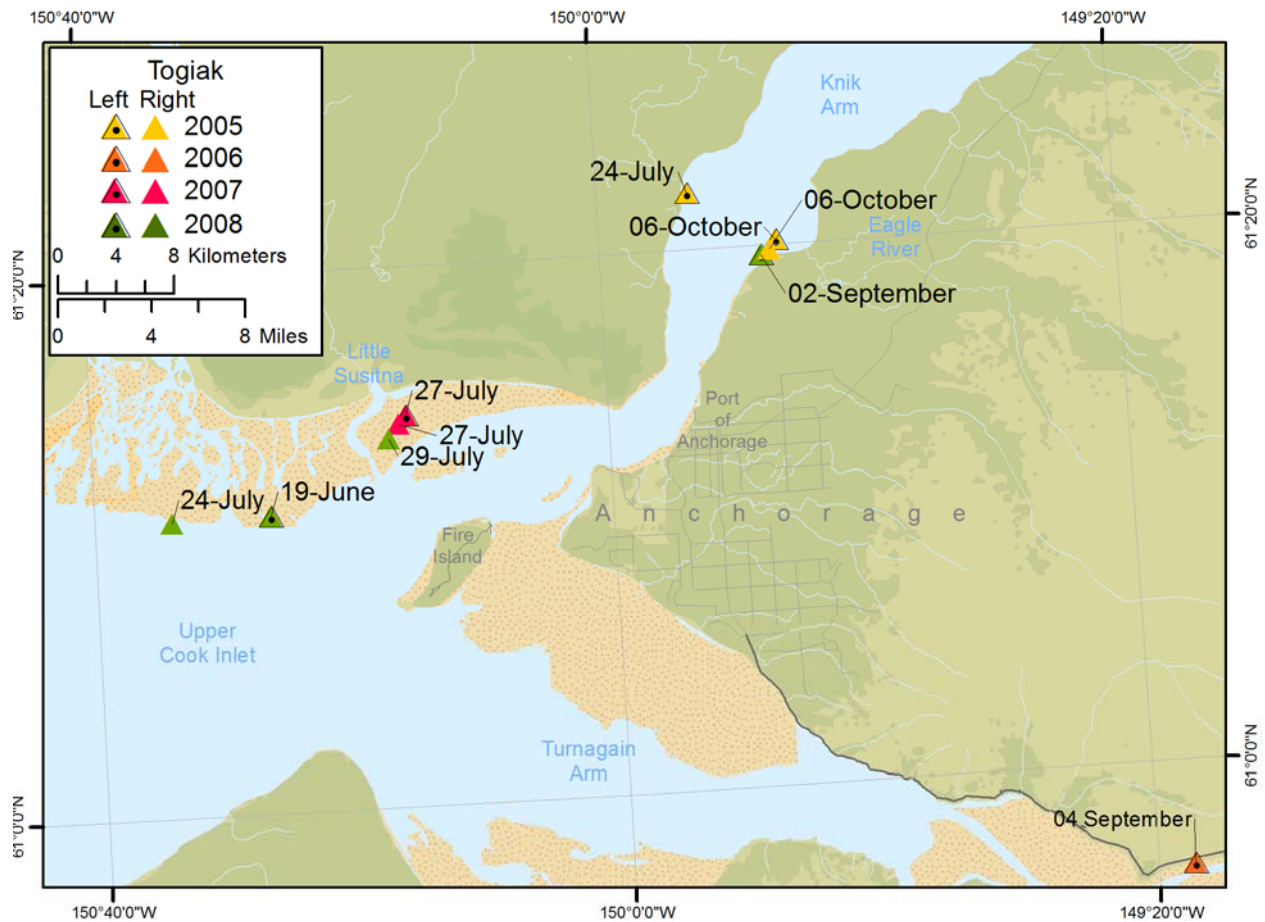 150°40'0"W 150°0'0"W 149°20'0"W
Togiak
Left Right
2005
2006
2007
2008
0 4 8 Kilometers
0 4 8 Miles
Knik
Arm
24-July
06-October
06-October
Eagle
River
02-September
61°20'0"N
61°20'0"N
Little
Susitna
27-July
27-July
29-July
Port
of
Anchorage
24-July
19-June
Anchorage
Fire
Island
Upper
Cook Inlet
Turnagain
Arm
61°0'0"N
61°0'0"N
04 September
150°40'0"W 150°0'0"W 149°20'0"W